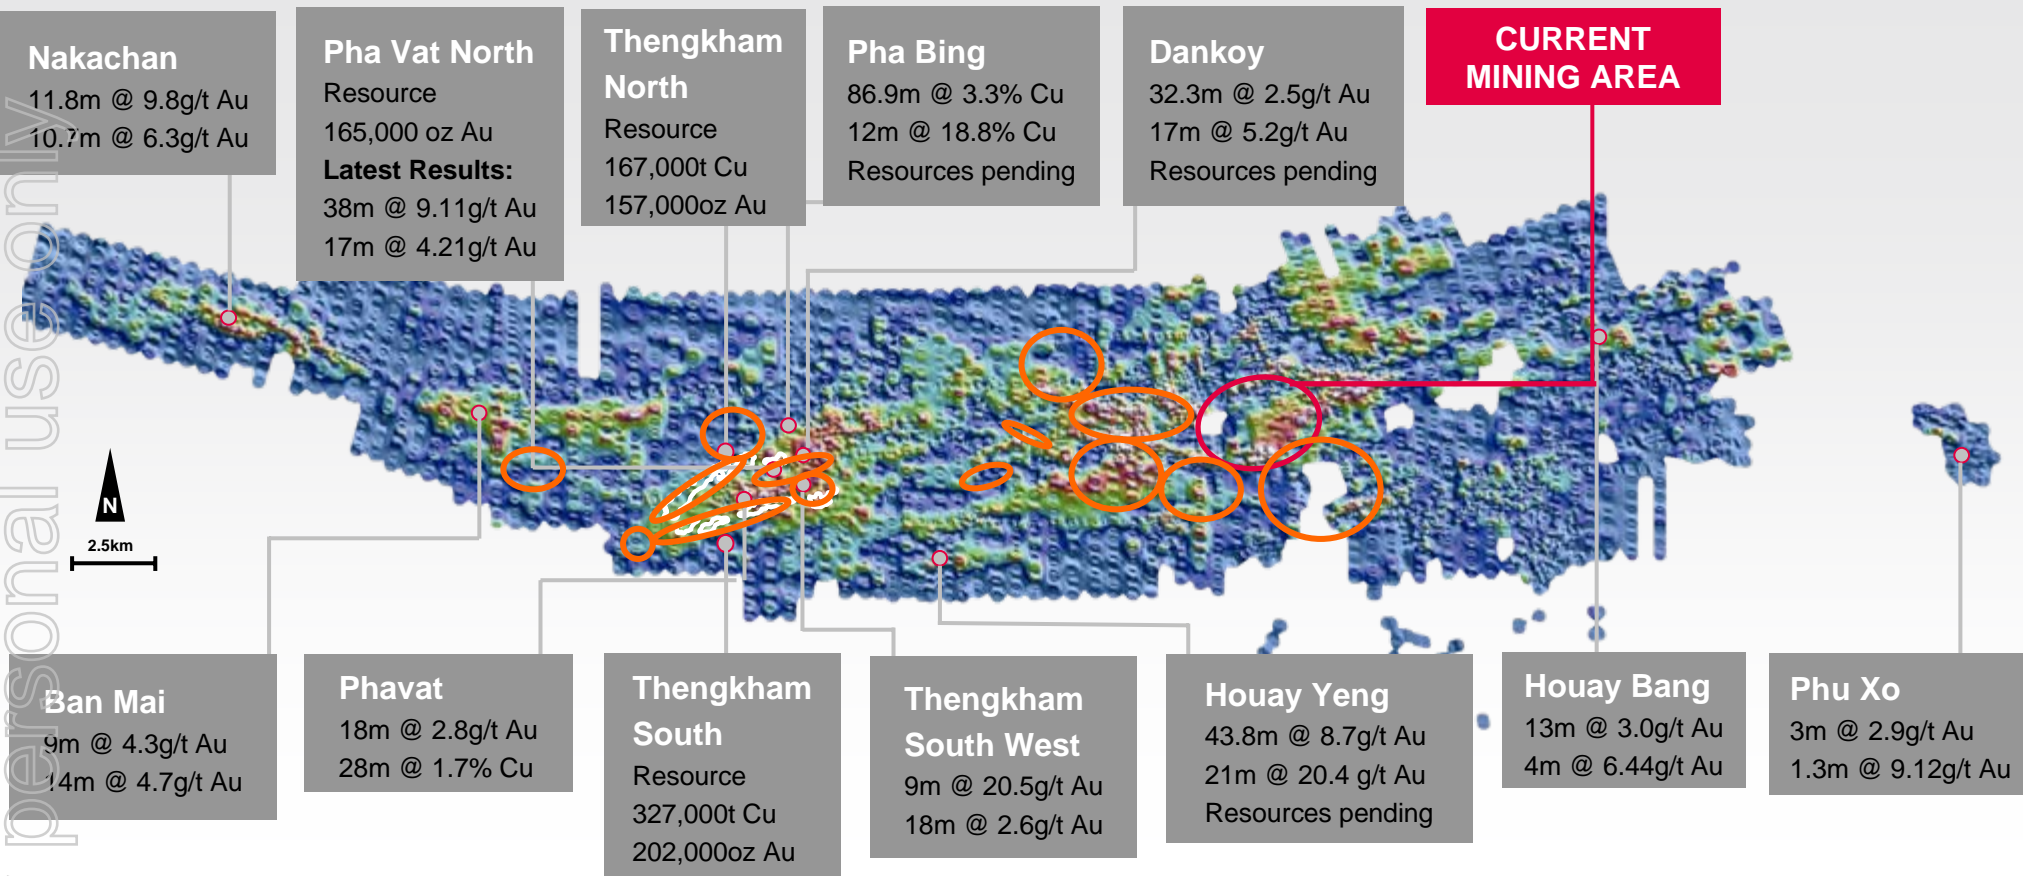 Nakachan
11.8m @ 9.8g/t Au
10.7m @ 6.3g/t Au
Pha Vat North
Resource
165,000 oz Au
Latest Results:
38m @ 9.11g/t Au
17m @ 4.21g/t Au
Thengkham
North
Resource
167,000t Cu
157,000oz Au
Pha Bing
86.9m @ 3.3% Cu
12m @ 18.8% Cu
Resources pending
Dankoy
32.3m @ 2.5g/t Au
17m @ 5.2g/t Au
Resources pending
CURRENT
MINING AREA
personal use only
N
2.5km
Ban Mai
9m @ 4.3g/t Au
14m @ 4.7g/t Au
Phavat
18m @ 2.8g/t Au
28m @ 1.7% Cu
Thengkham
South
Resource
327,000t Cu
202,000oz Au
Thengkham
South West
9m @ 20.5g/t Au
18m @ 2.6g/t Au
Houay Yeng
43.8m @ 8.7g/t Au
21m @ 20.4 g/t Au
Resources pending
Houay Bang
13m @ 3.0g/t Au
4m @ 6.44g/t Au
Phu Xo
3m @ 2.9g/t Au
1.3m @ 9.12g/t Au